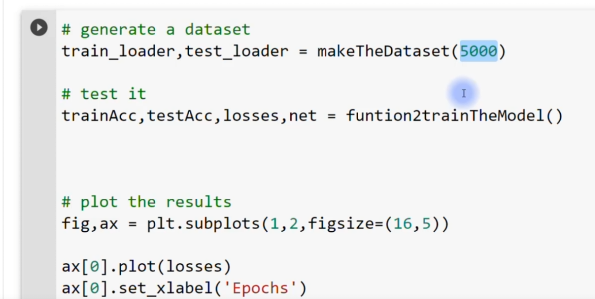 # generate a dataset
train_loader,test_loader = makeTheDataset(5000)
# test it
trainAcc,testAcc,losses,net = funtion2trainTheModel()
# plot the results
fig,ax = plt.subplots(1,2,figsize=(16,5))
ax[0].plot(losses)
ax[0].set_xlabel('Epochs')